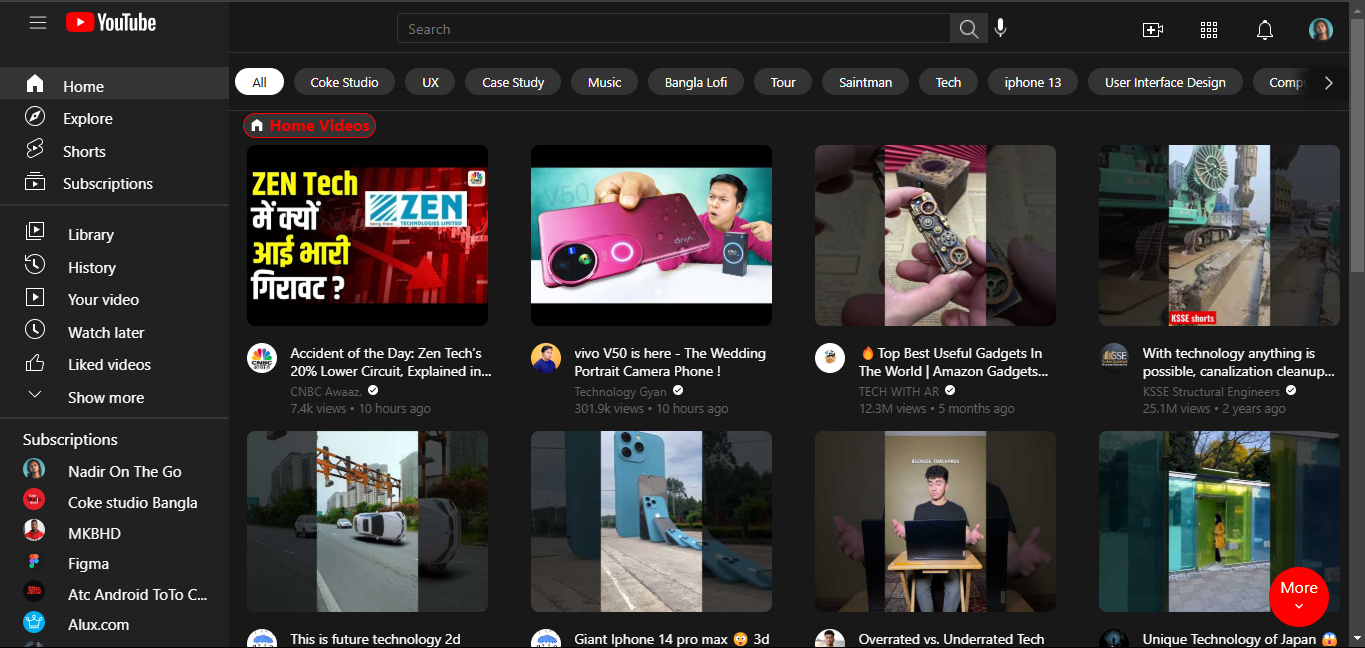 YouTube
Search
Home
Explore
Shorts
Subscriptions
Library
History
Your video
Watch later
Liked videos
Show more
Subscriptions
Nadir On The Go
Coke studio Bangla
MKBHD
Figma
Atc Android ToTo C...
Alux.com
All
Coke Studio
UX
Case Study
Music
Bangla Lofi
Tour
Saintman
Tech
iphone 13
User Interface Design
Compu
Home Videos
ZEN Tech
में क्यों
आई भारी
गिरावट ?
ZEN
TECHNOLOGIES LIMITED
V50
vivo
V50
KSSE shorts
Accident of the Day: Zen Tech's
20% Lower Circuit, Explained in...
CNBC Awaaz.
7.4k views • 10 hours ago
vivo V50 is here - The Wedding
Portrait Camera Phone !
Technology Gyan
301.9k views • 10 hours ago
🔥 Top Best Useful Gadgets In
The World | Amazon Gadgets...
TECH WITH AR
12.3M views • 5 months ago
KSSE
With technology anything is
possible, canalization cleanup...
KSSE Structural Engineers
25.1M views • 2 years ago
BECAUSE TRACKPADS
This is future technology 2d
Giant Iphone 14 pro max 😳 3d
Overrated vs. Underrated Tech
Unique Technology of Japan 😱
More